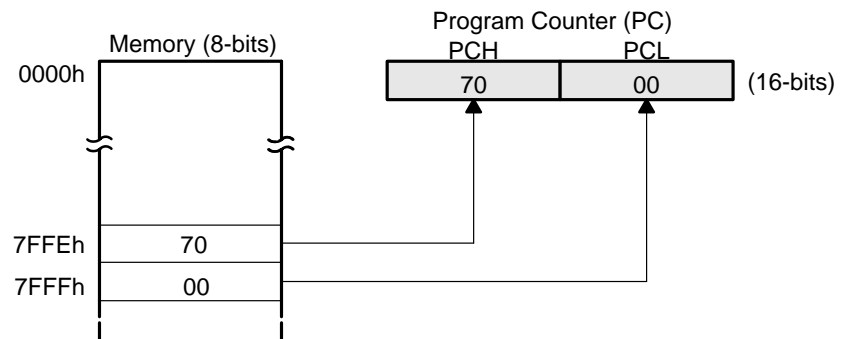 Program Counter (PC)
Memory (8-bits)
PCH PCL
0000h
70 00 (16-bits)
7FFEh 70
7FFFh 00